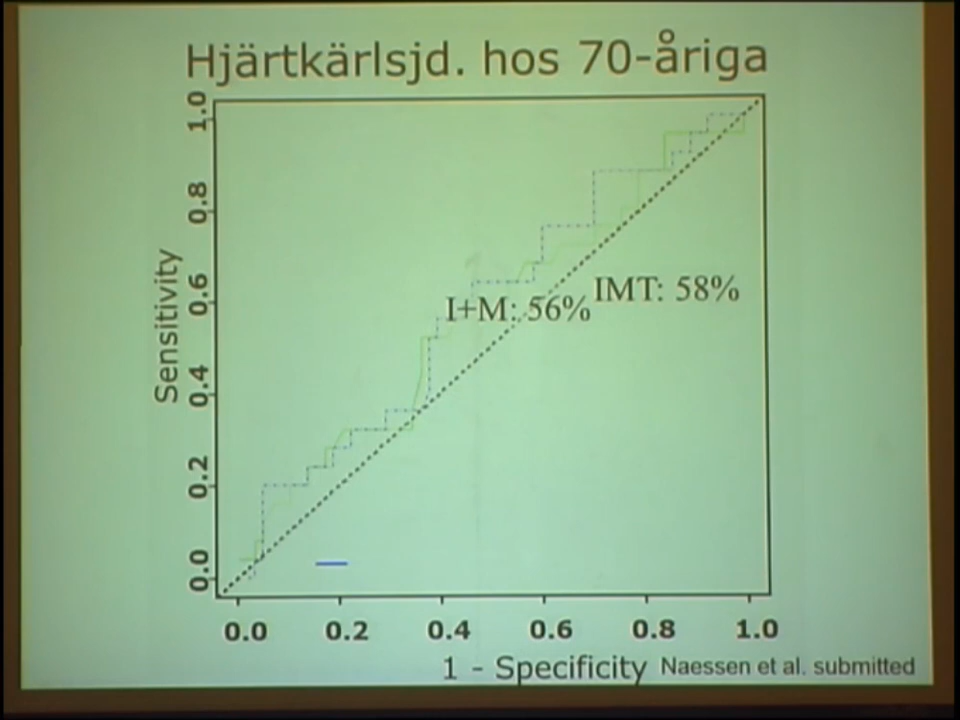 Hjärtkärlsjd. hos 70-åriga
1.0
0.8
0.6
0.4
0.2
0.0
Sensitivity
I+M: 56%
IMT: 58%
0.0 0.2 0.4 0.6 0.8 1.0
1 - Specificity
Naessen et al. submitted